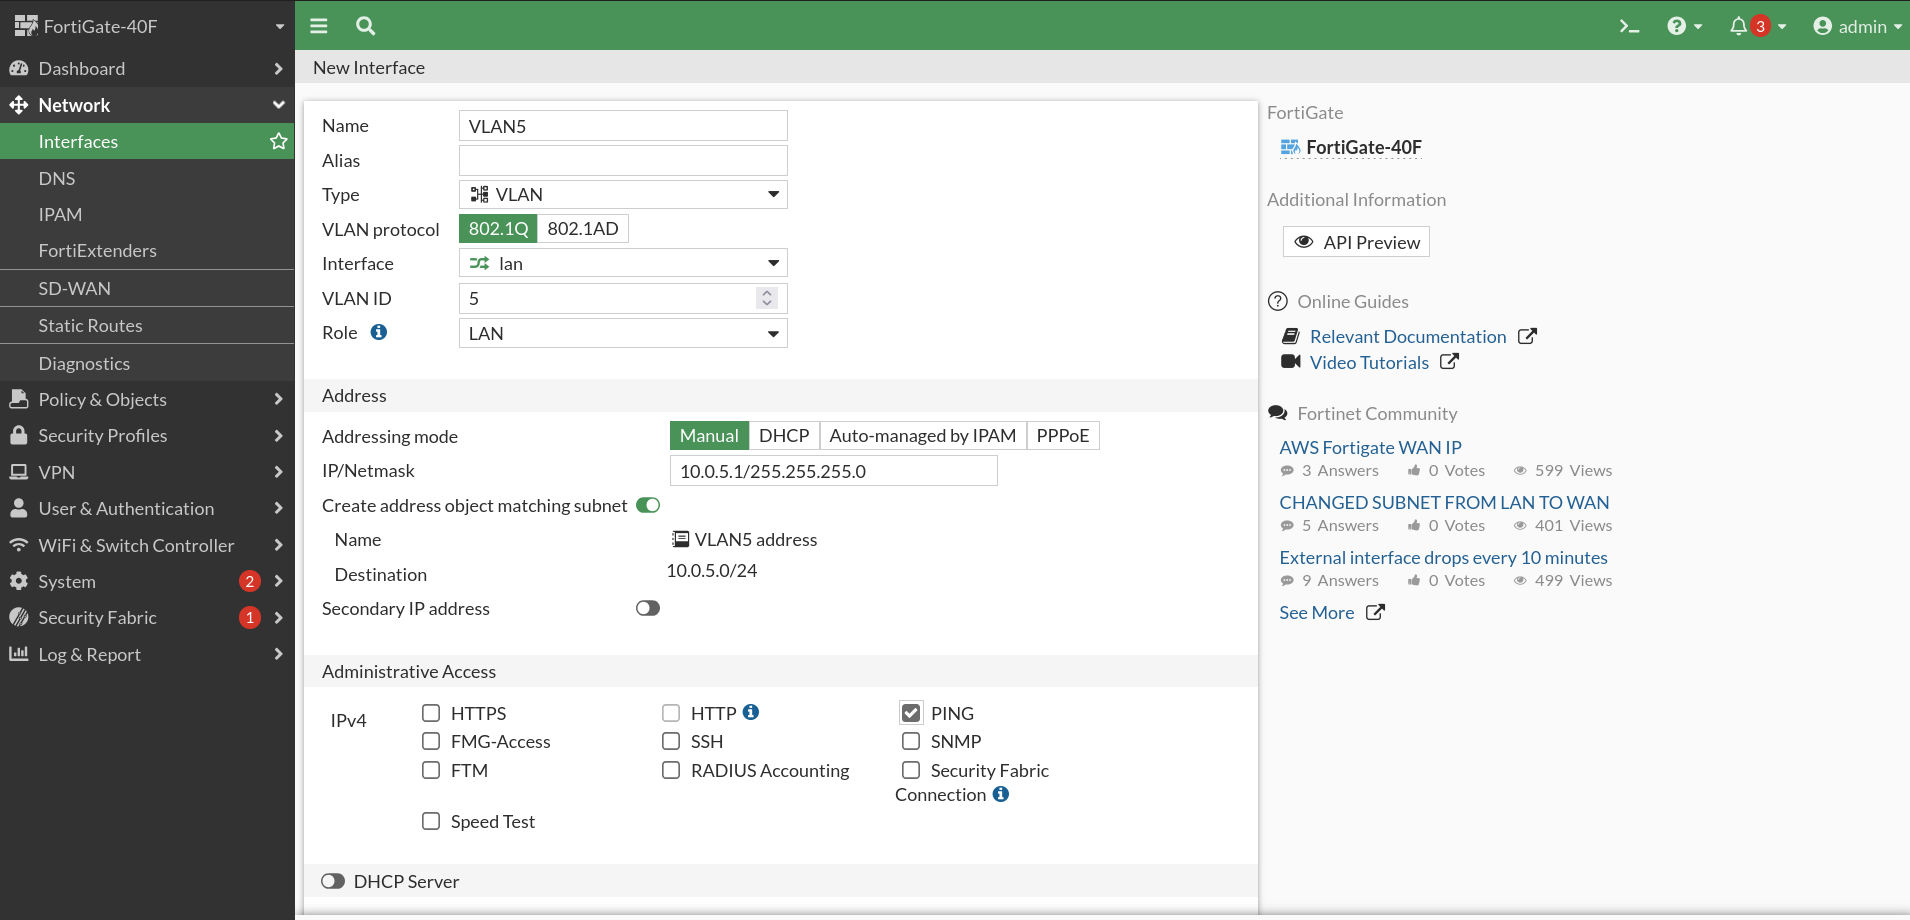 FortiGate-40F
3
admin
Dashboard
Network
Interfaces
DNS
IPAM
FortiExtenders
SD-WAN
Static Routes
Diagnostics
Policy & Objects
Security Profiles
VPN
User & Authentication
WiFi & Switch Controller
System 2
Security Fabric 1
Log & Report
New Interface
Name VLAN5
Alias
Type VLAN
VLAN protocol 802.1Q 802.1AD
Interface lan
VLAN ID 5
Role LAN
Address
Addressing mode Manual DHCP Auto-managed by IPAM PPPoE
IP/Netmask 10.0.5.1/255.255.255.0
Create address object matching subnet
Name VLAN5 address
Destination 10.0.5.0/24
Secondary IP address
Administrative Access
IPv4 HTTPS HTTP PING
FMG-Access SSH SNMP
FTM RADIUS Accounting Security Fabric
Connection
Speed Test
DHCP Server
FortiGate
FortiGate-40F
Additional Information
API Preview
Online Guides
Relevant Documentation
Video Tutorials
Fortinet Community
AWS Fortigate WAN IP
3 Answers 0 Votes 599 Views
CHANGED SUBNET FROM LAN TO WAN
5 Answers 0 Votes 401 Views
External interface drops every 10 minutes
9 Answers 0 Votes 499 Views
See More